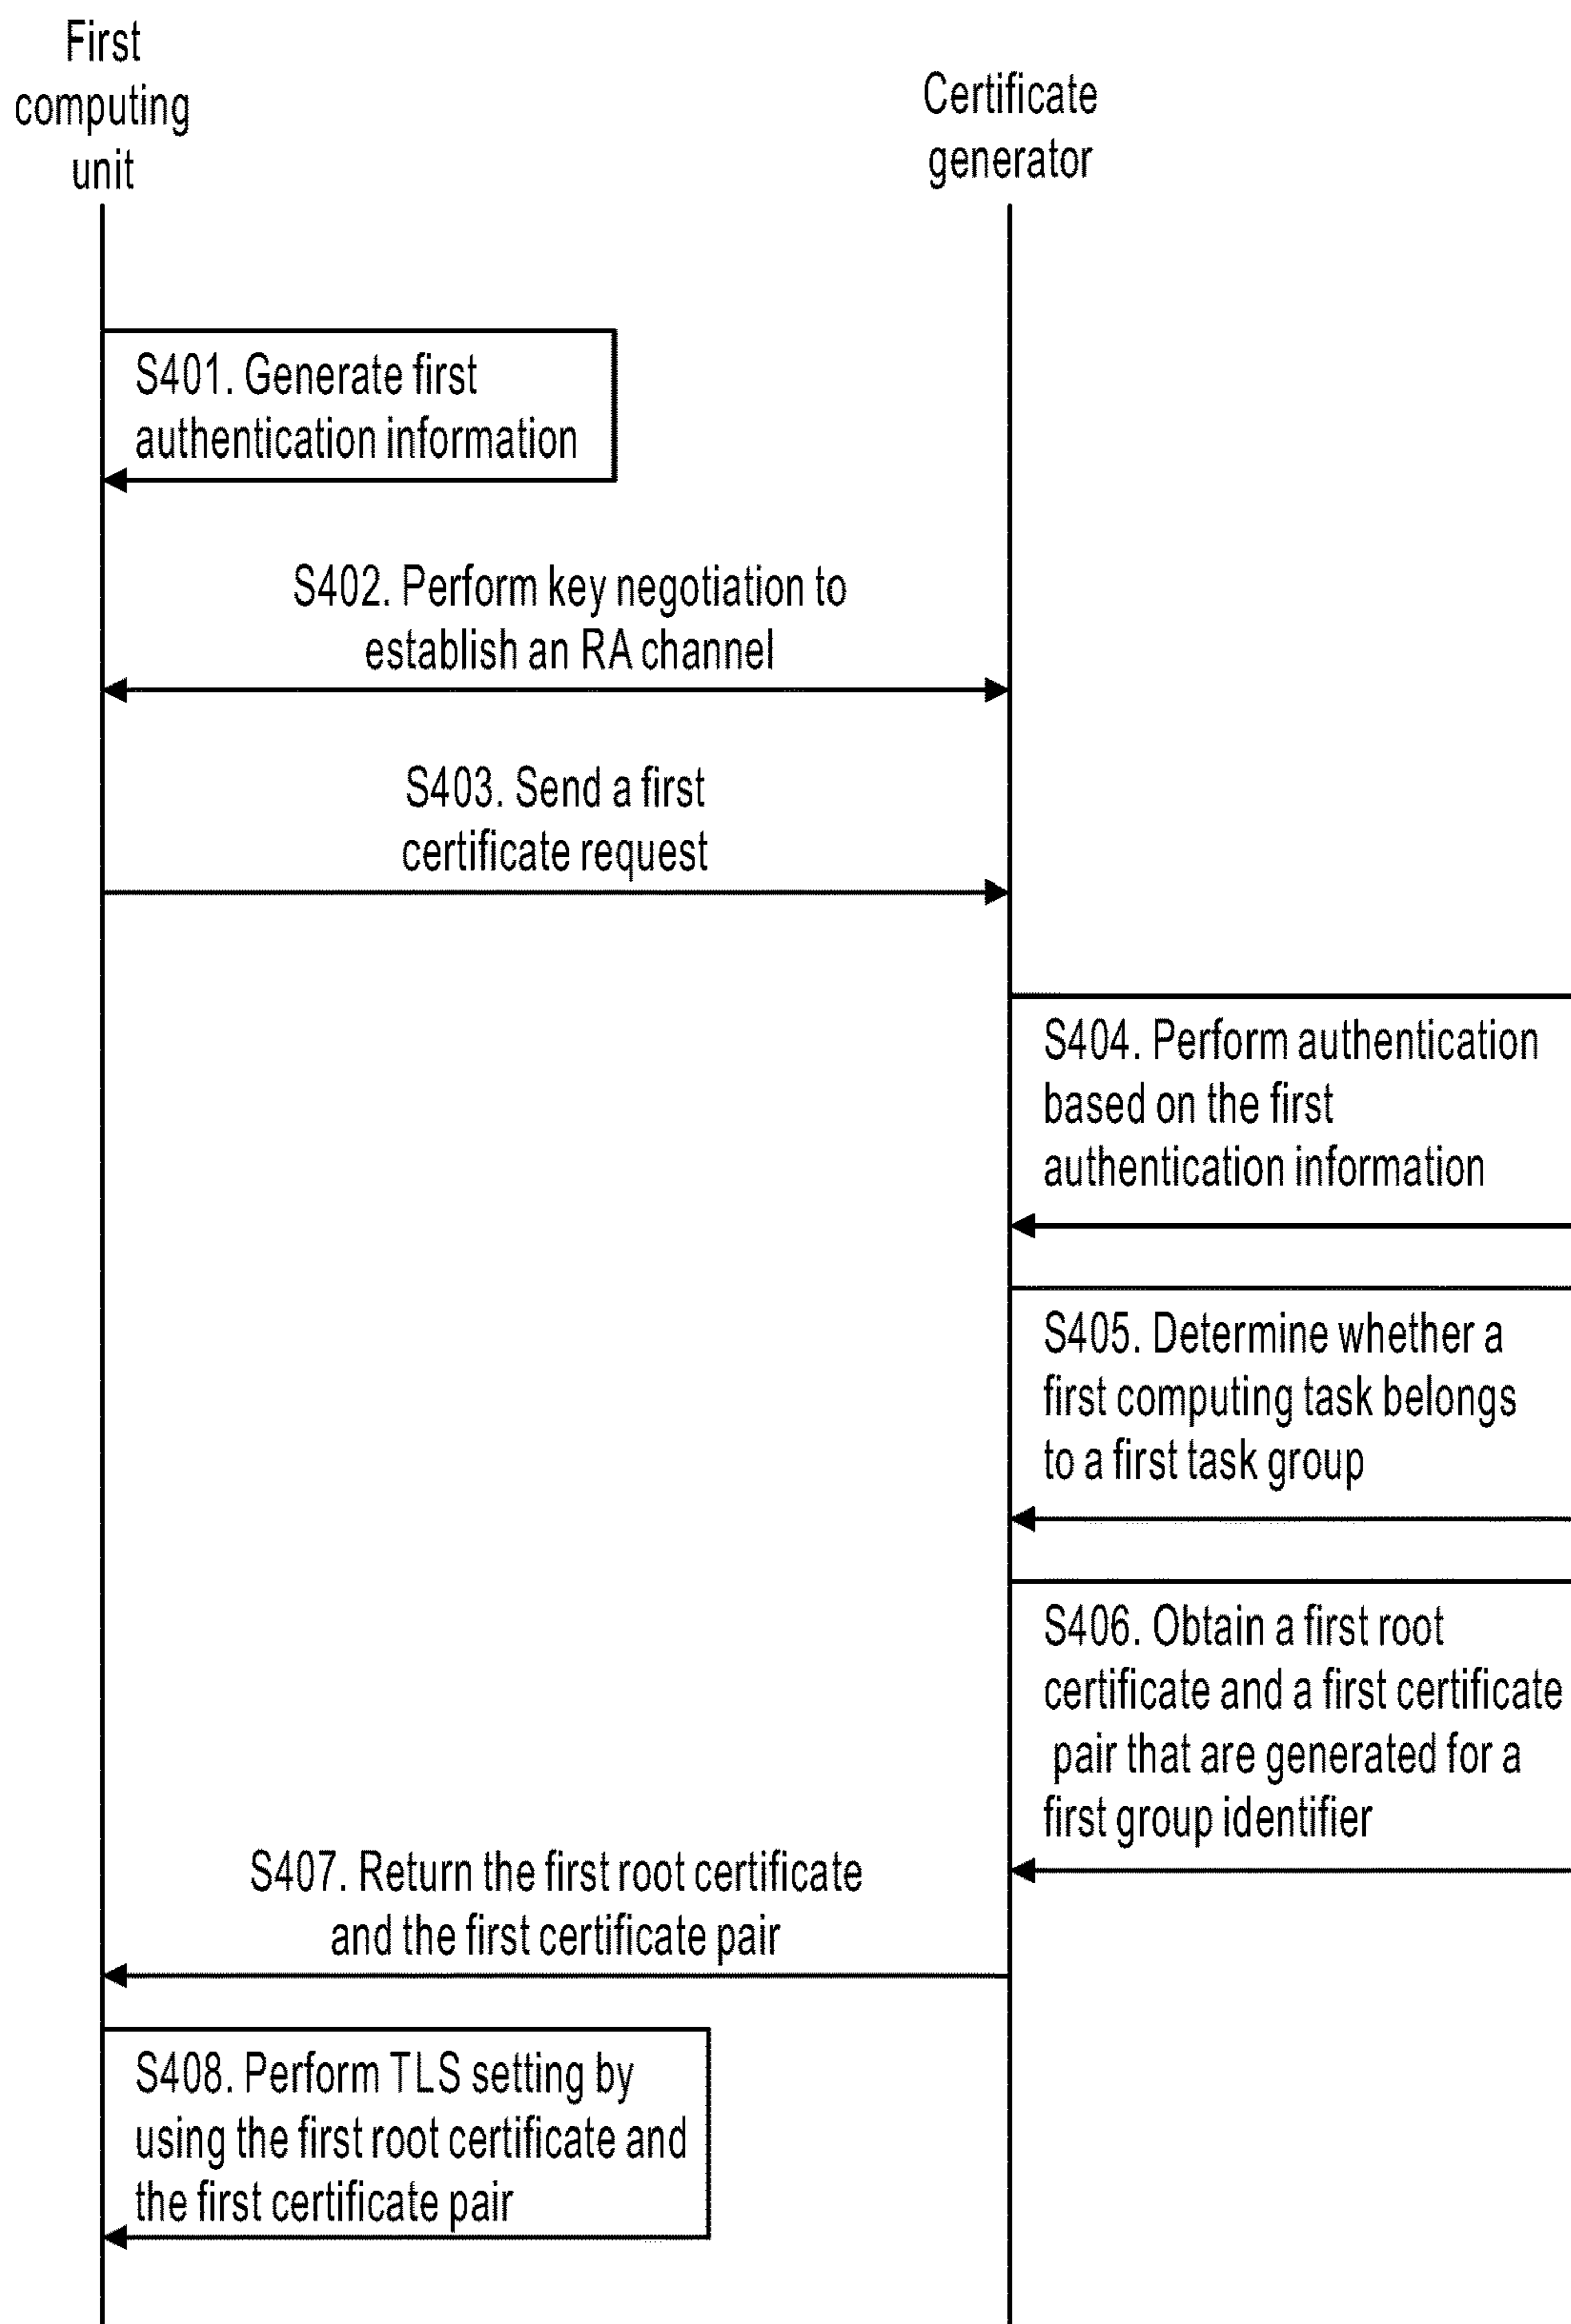 First
computing
unit
Certificate
generator
S401. Generate first
authentication information
S402. Perform key negotiation to
establish an RA channel
S403. Send a first
certificate request
S404. Perform authentication
based on the first
authentication information
S405. Determine whether a
first computing task belongs
to a first task group
S406. Obtain a first root
certificate and a first certificate
pair that are generated for a
first group identifier
S407. Return the first root certificate
and the first certificate pair
S408. Perform TLS setting by
using the first root certificate and
the first certificate pair